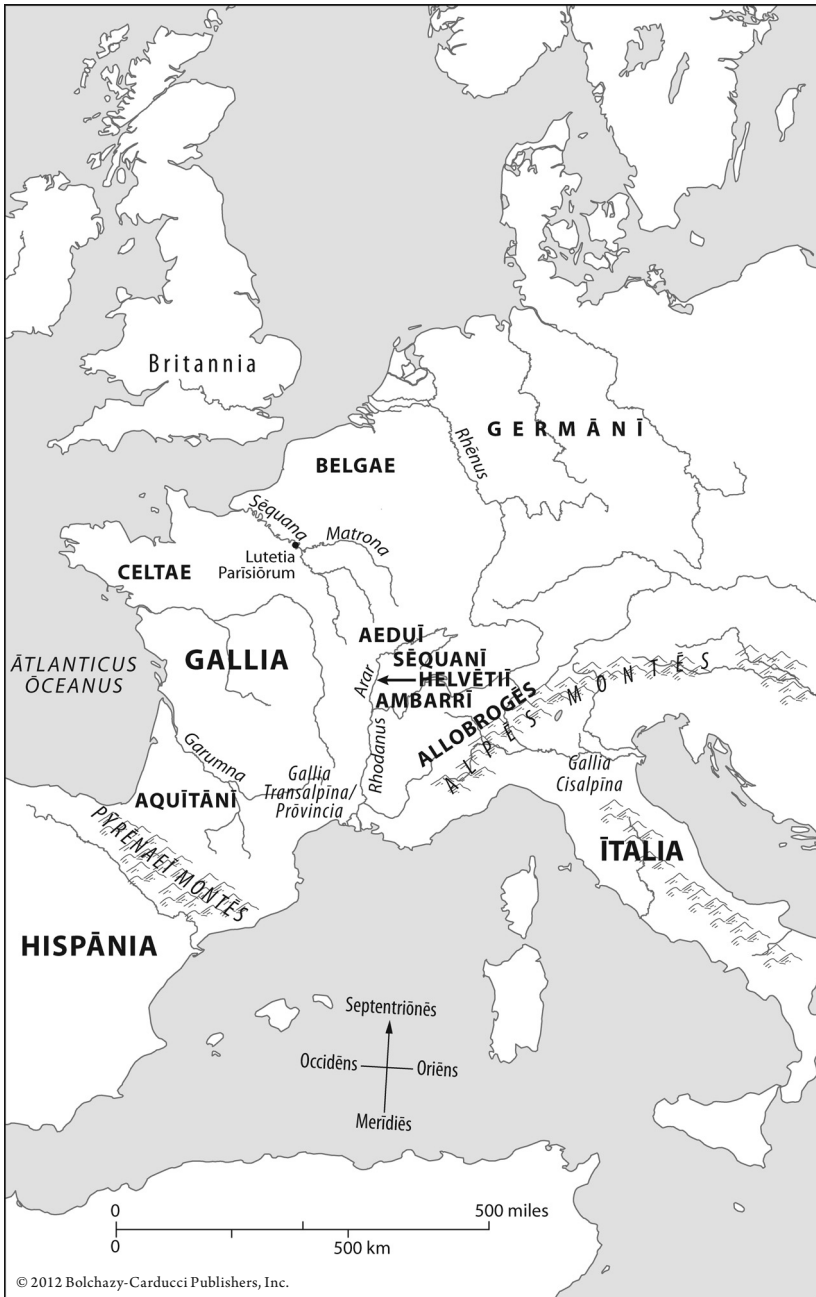 Britannia
GERMĀNĪ
Rhēnus
BELGAE
Sēquana
Matrona
Lutetia
Parīsiōrum
CELTAE
AEDUĪ
GALLIA
SĒQUANĪ
ĀTLANTICUS
ŌCEANUS
Arar
HELVĒTIĪ
AMBARRĪ
ALLOBROGĒS
ALPĒS MONTĒS
Rhodanus
Garumna
Gallia
Transalpīna/
Prōvincia
Gallia
Cisalpīna
AQUĪTĀNĪ
PȲRĒNAEĪ MONTĒS
ĪTALIA
HISPĀNIA
Septentriōnēs
Occidēns
Oriēns
Merīdiēs
0
500 miles
0
500 km
© 2012 Bolchazy-Carducci Publishers, Inc.